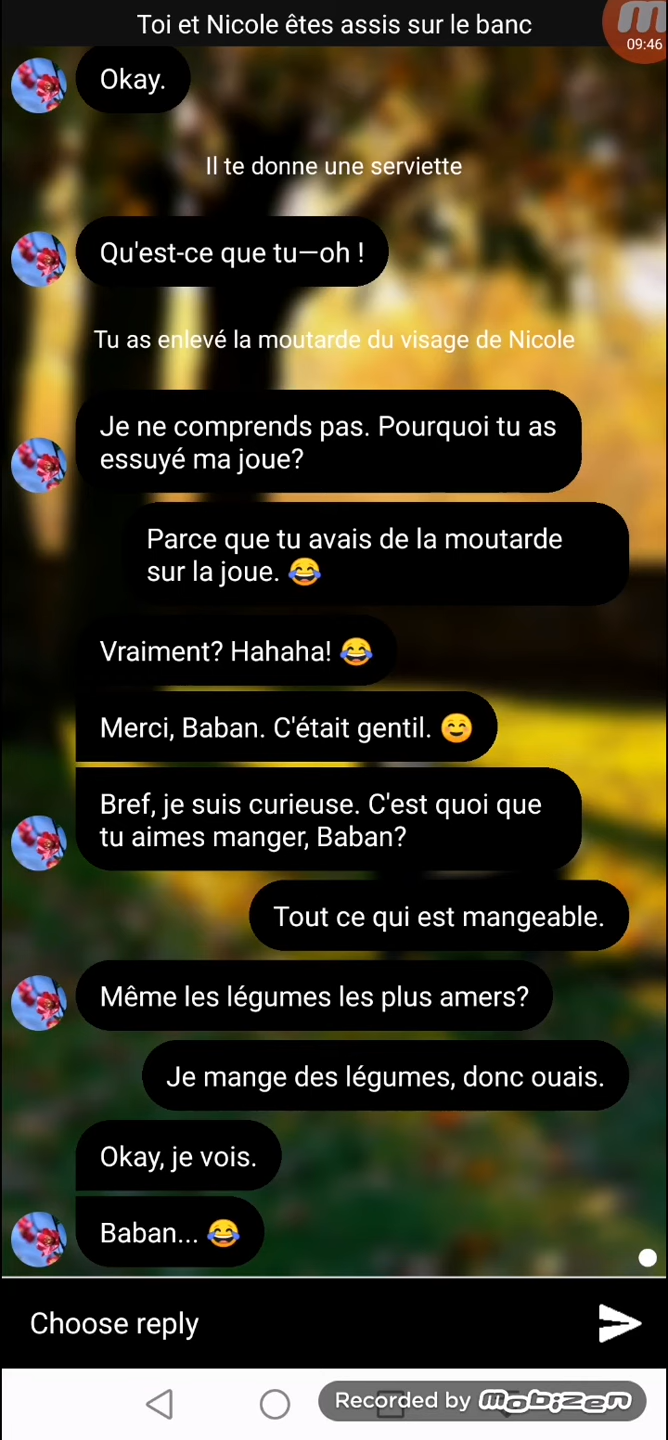 Toi et Nicole êtes assis sur le banc
09:46
Okay.
Il te donne une serviette
Qu'est-ce que tu—oh !
Tu as enlevé la moutarde du visage de Nicole
Je ne comprends pas. Pourquoi tu as
essuyé ma joue?
Parce que tu avais de la moutarde
sur la joue. 😂
Vraiment? Hahaha! 😂
Merci, Baban. C'était gentil. ☺️
Bref, je suis curieuse. C'est quoi que
tu aimes manger, Baban?
Tout ce qui est mangeable.
Même les légumes les plus amers?
Je mange des légumes, donc ouais.
Okay, je vois.
Baban... 😂
Choose reply
Recorded by mobizen